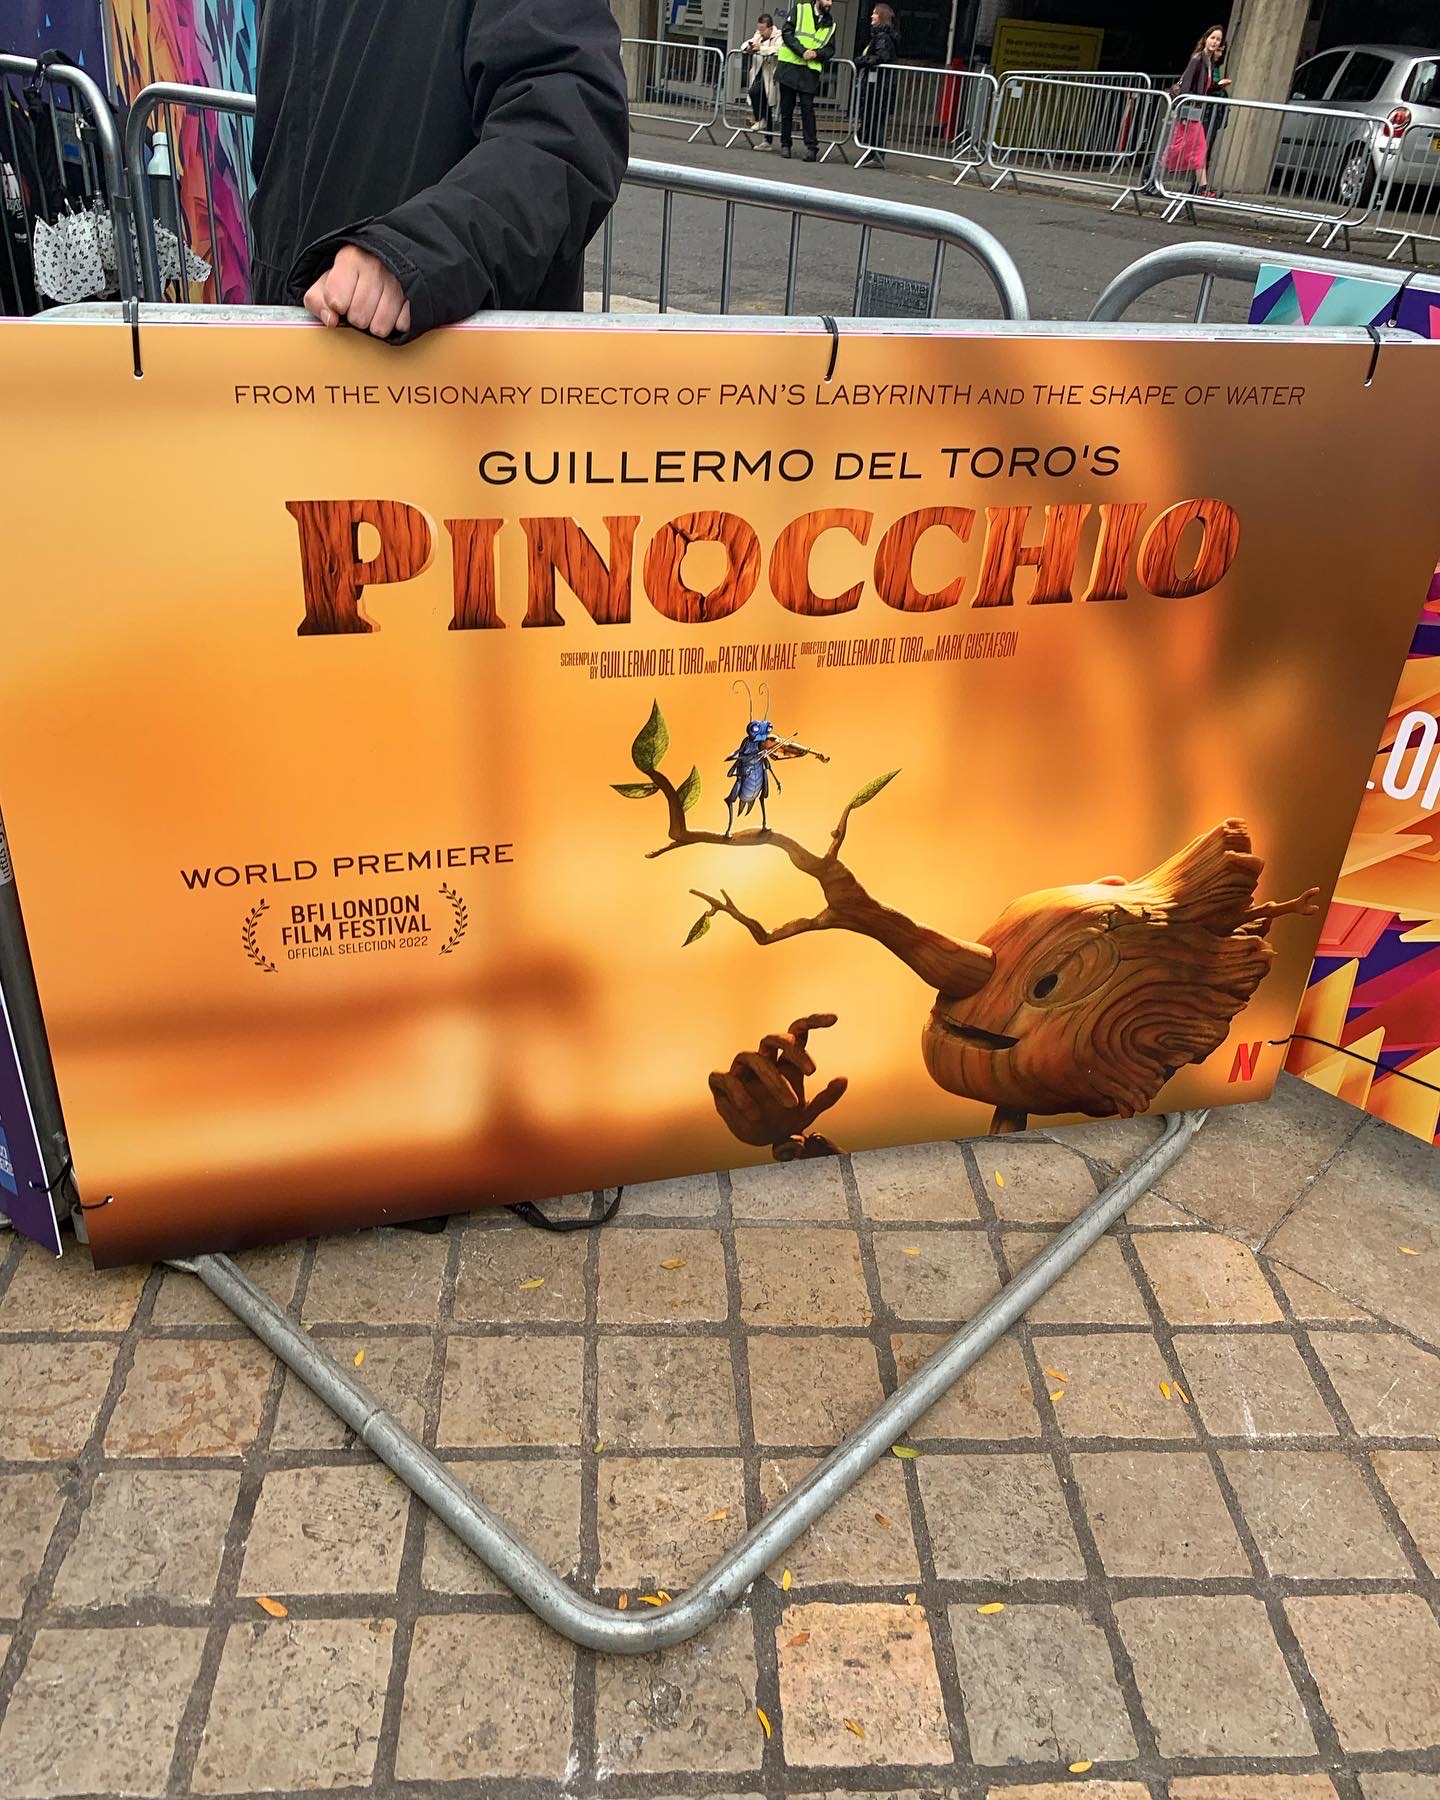 FROM THE VISIONARY DIRECTOR OF PAN'S LABYRINTH AND THE SHAPE OF WATER
GUILLERMO DEL TORO'S
PINOCCHIO
SCREENPLAY BY GUILLERMO DEL TORO AND PATRICK McHALE DIRECTED BY GUILLERMO DEL TORO AND MARK GUSTAFSON
WORLD PREMIERE
BFI LONDON
FILM FESTIVAL
OFFICIAL SELECTION 2022
N